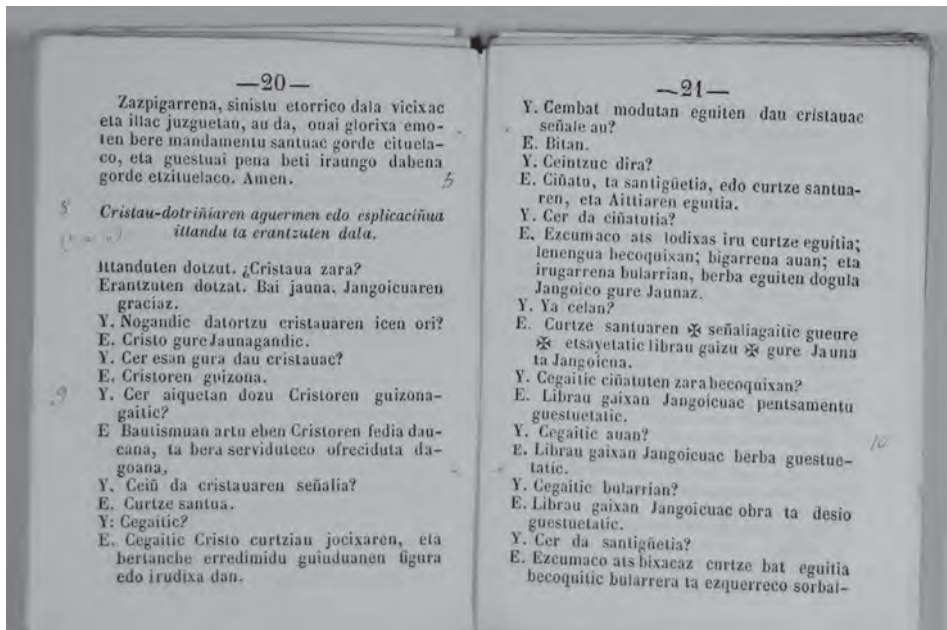 —20—
Zazpigarrena, sinistu etorrico dala vicixac
eta illac juzguetan, au da, onai glorixa emo-
ten bere mandamentu santuac gorde cituela-
co, eta guestuai pena beti iraungo dabena
gorde etzituelaco. Amen.
5
8
Cristau-dotriñiaren aguermen edo esplicaciñua
ittandu ta erantzuten dala.
Ittanduten dotzut. ¿Cristaua zara?
Erantzuten dotzat. Bai jauna. Jangoicuaren
graciaz.
Y. Nogandic datortzu cristauaren icen ori?
E. Cristo gure Jaunagandic.
Y. Cer esan gura dau cristauac?
E. Cristoren guizona.
9
Y. Cer aiquetan dozu Cristoren guizona-
gaitic?
E Bautismuan artu eben Cristoren fedia dau-
cana, ta bera serviduteco ofreciduta da-
goana.
Y. Ceiñ da cristauaren señalia?
E. Curtze santua.
Y: Cegaitic?
E. Cegaitic Cristo curtzian jocixaren, eta
bertanche erredimidu guinduanen figura
edo irudixa dan.
—21—
Y. Cembat modutan eguiten dau cristauac
señale au?
E. Bitan.
Y. Ceintzuc dira?
E. Ciñatu, ta santigüetia, edo curtze santua-
ren, eta Aittiaren eguitia.
Y. Cer da ciñatutia?
E. Ezcumaco ats lodixas iru curtze eguitia;
lenengua becoquixan; bigarrena auan; eta
irugarrena bularrian, berba eguiten dogula
Jangoico gure Jaunaz.
Y. Ya celan?
E. Curtze santuaren ✠ señaliagaitic gueure
✠ etsayetatic librau gaizu ✠ gure Jauna
ta Jangoicua.
Y. Cegaitic ciñatuten zara becoquixan?
E. Librau gaixan Jangoicuac pentsamentu
guestuetatic.
Y. Cegaitic auan?
10
E. Librau gaixan Jangoicuac berba guestue-
tatic.
Y. Cegaitic bularrian?
E. Librau gaixan Jangoicuac obra ta desio
guestuetatic.
Y. Cer da santigüetia?
E. Ezcumaco ats bixacaz curtze bat eguitia
becoquitic bularrera ta ezquerreco sorbal-